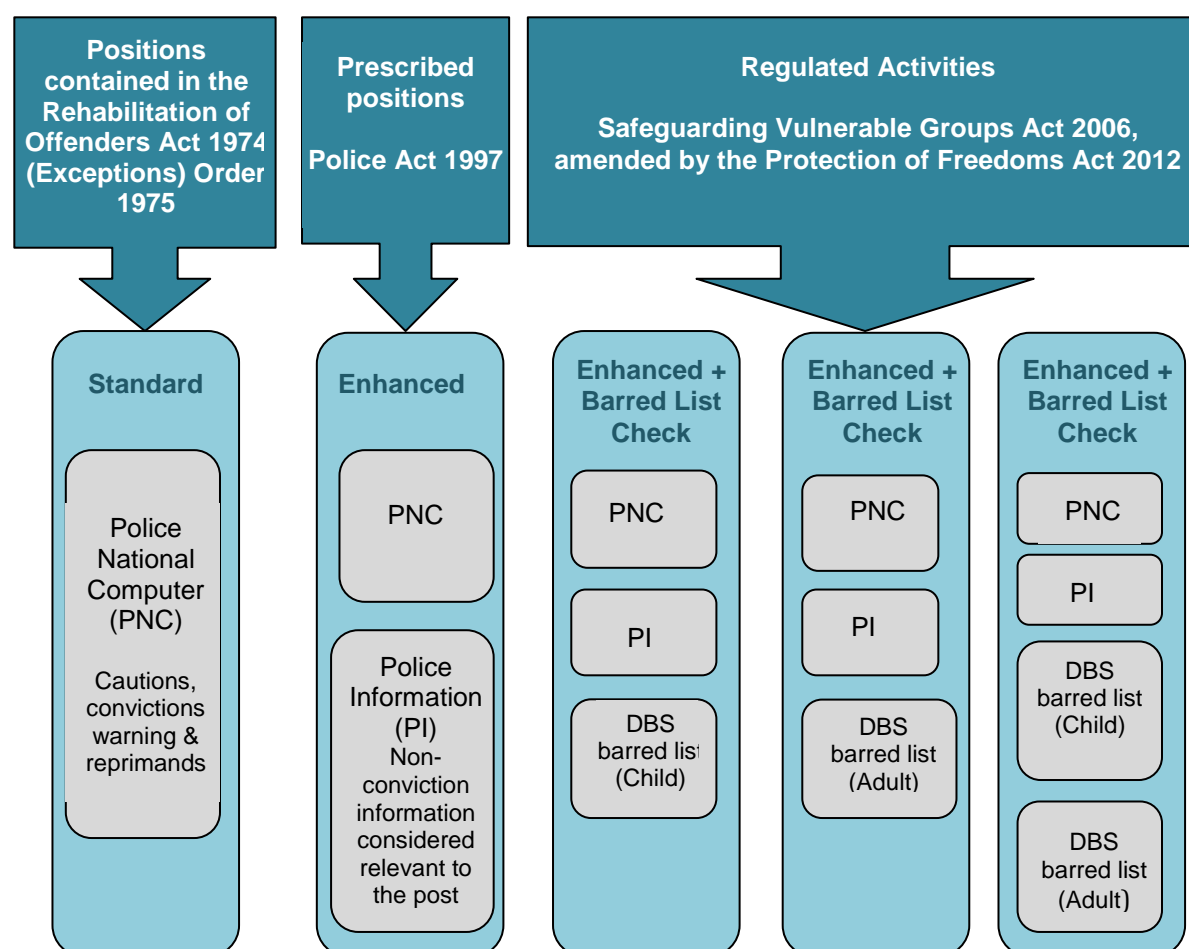 Positions
contained in the
Rehabilitation of
Offenders Act 1974
(Exceptions) Order
1975
Prescribed
positions
Police Act 1997
Regulated Activities
Safeguarding Vulnerable Groups Act 2006,
amended by the Protection of Freedoms Act 2012
Standard
Police
National
Computer
(PNC)
Cautions,
convictions
warning &
reprimands
Enhanced
PNC
Police
Information
(PI)
Non-
conviction
information
considered
relevant to
the post
Enhanced +
Barred List
Check
PNC
PI
DBS
barred list
(Child)
Enhanced +
Barred List
Check
PNC
PI
DBS
barred list
(Adult)
Enhanced +
Barred List
Check
PNC
PI
DBS
barred list
(Child)
DBS
barred list
(Adult)